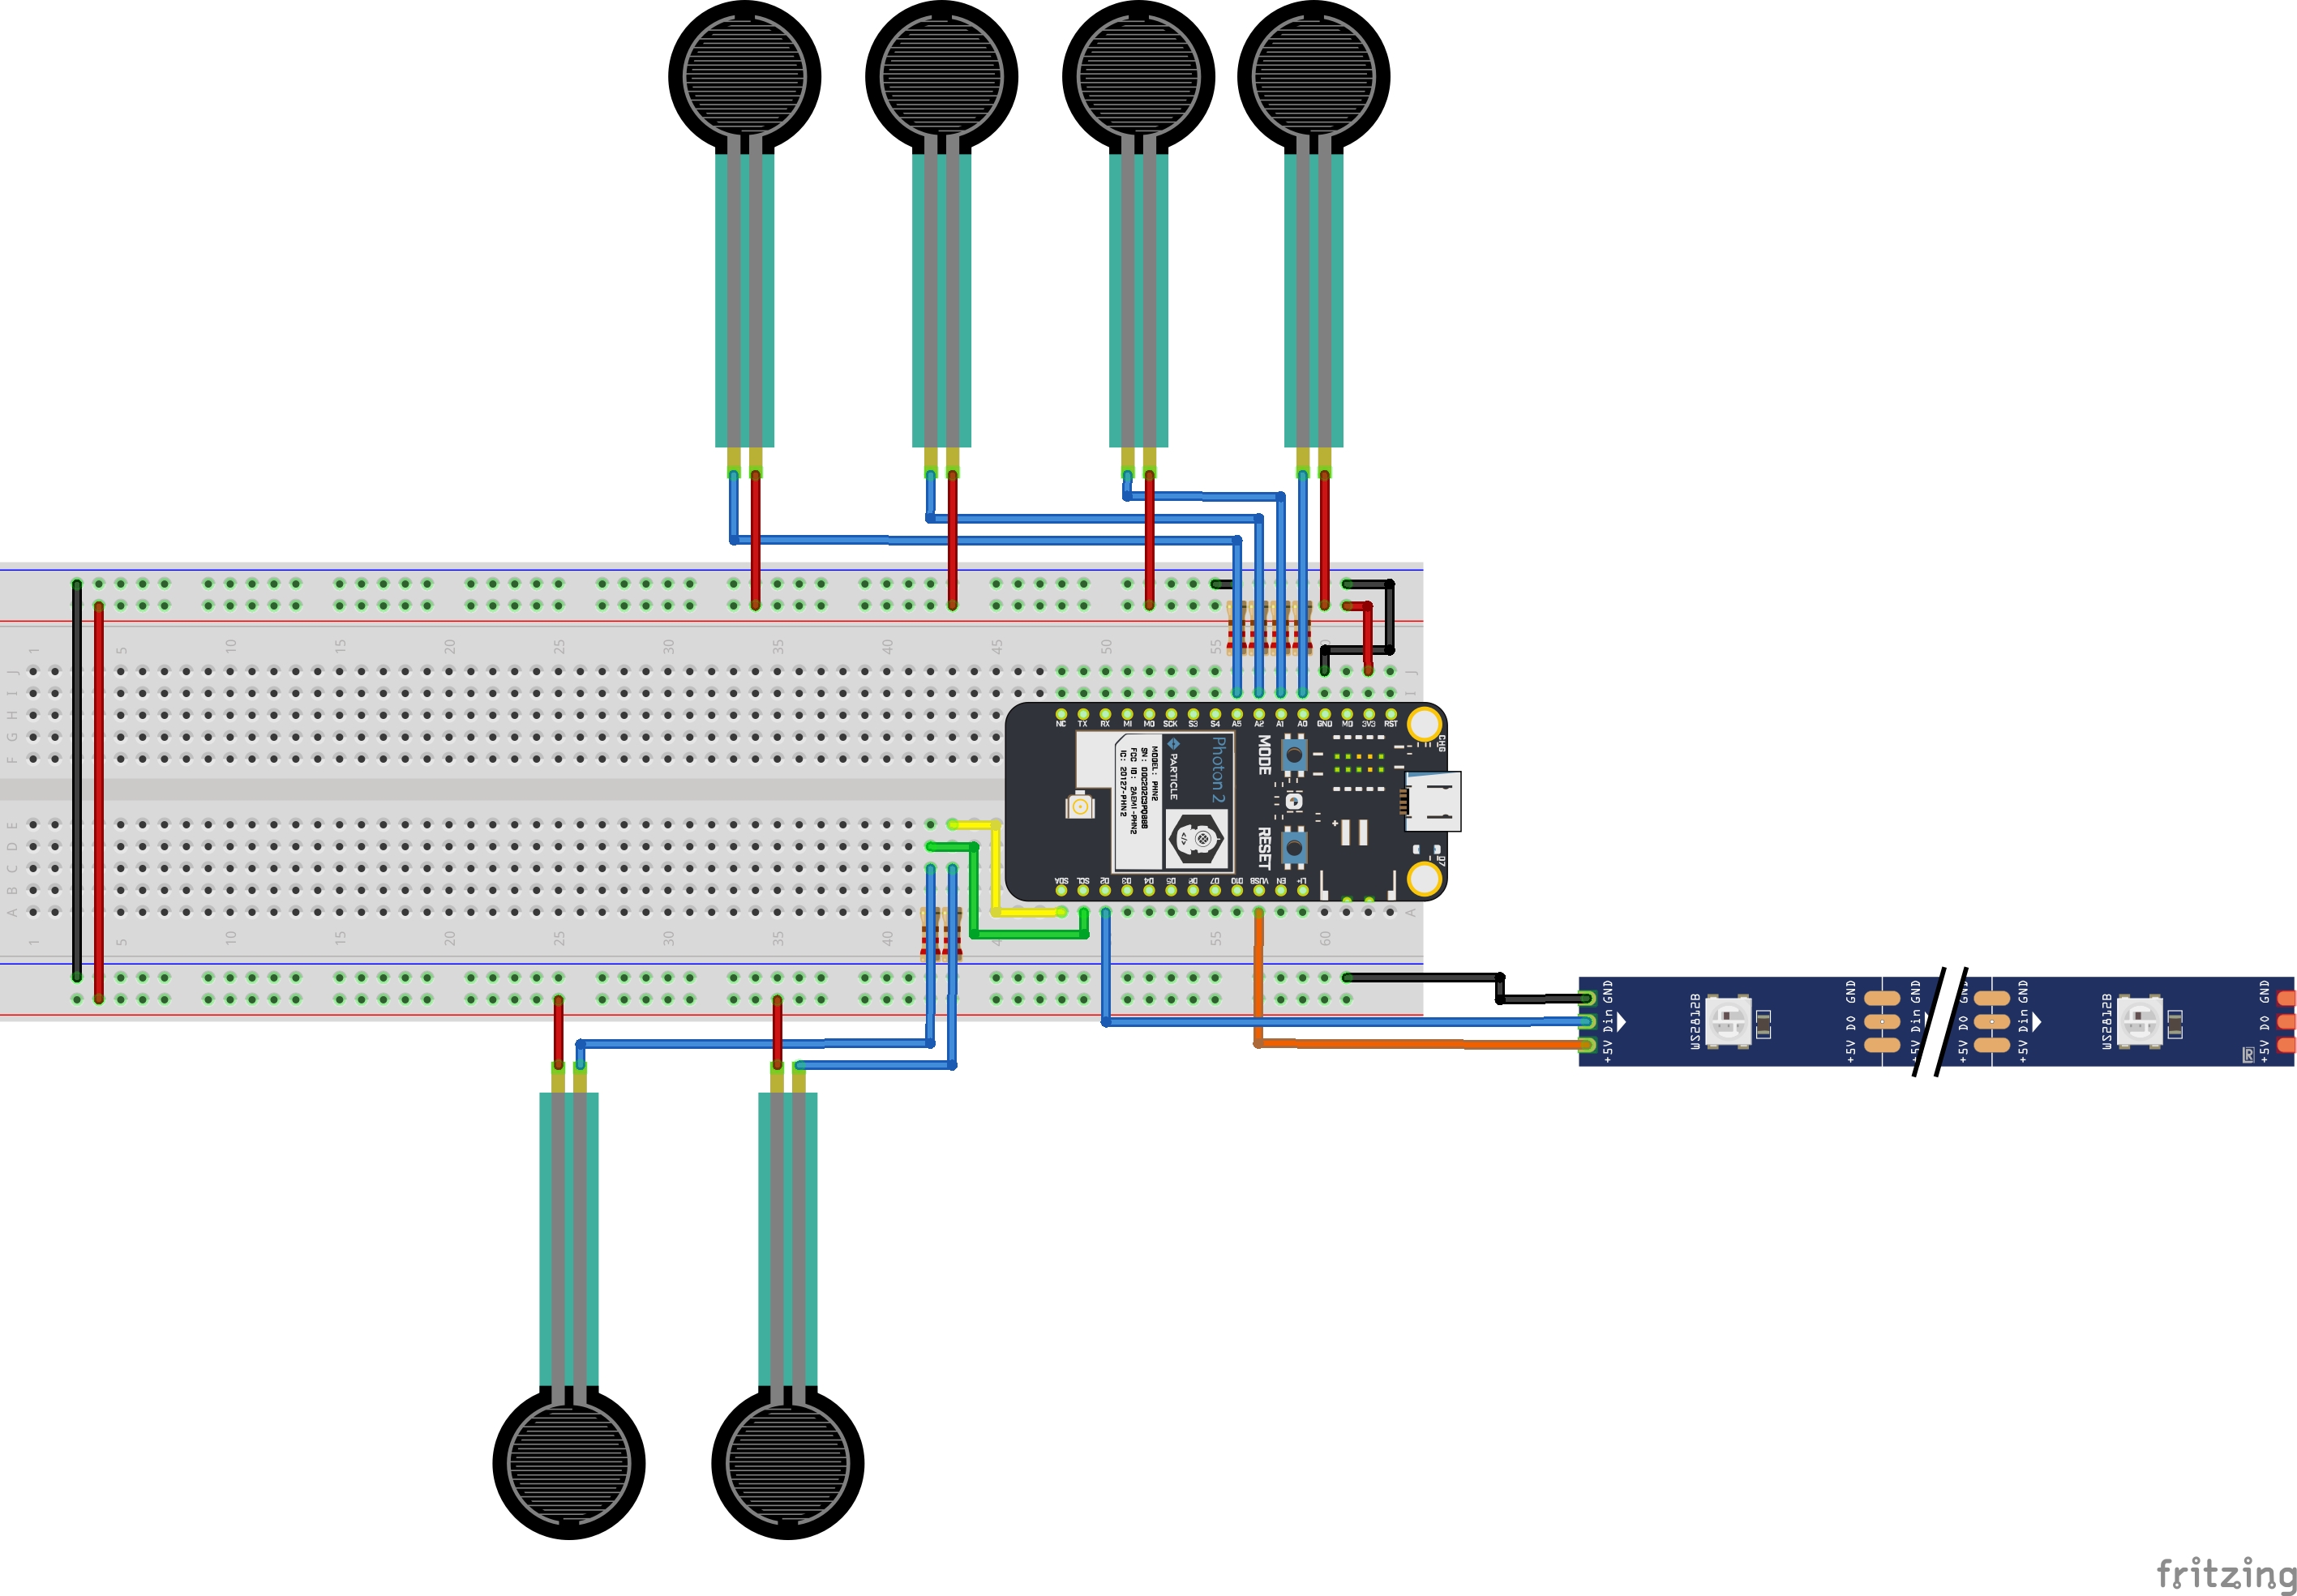 1 5 10 15 20 25 30 35 40 45 50 55 60
J J
I I
H
G
F
NC TX RX MI MO SCK S3 S4 A5 A2 A1 A0 GND MD 3V3 RST
CHG
MODE
Photon 2
PARTICLE
MODEL: PHN2
FCC ID: 2AEMI-PHN2
IC: 20127-PHN2
RESET
D7
SDA SCL D2 D3 D4 D5 D6 D7 D10 VUSB EN LI+
E
D
C
B
A A
1 5 10 15 20 25 30 35 40 4 50 55 60
GND
Din
+5V
WS2812B
GND
DO
+5V
GND
Din
+5V
GND
DO
+5V
GND
Din
+5V
WS2812B
R
GND
DO
+5V
fritzing